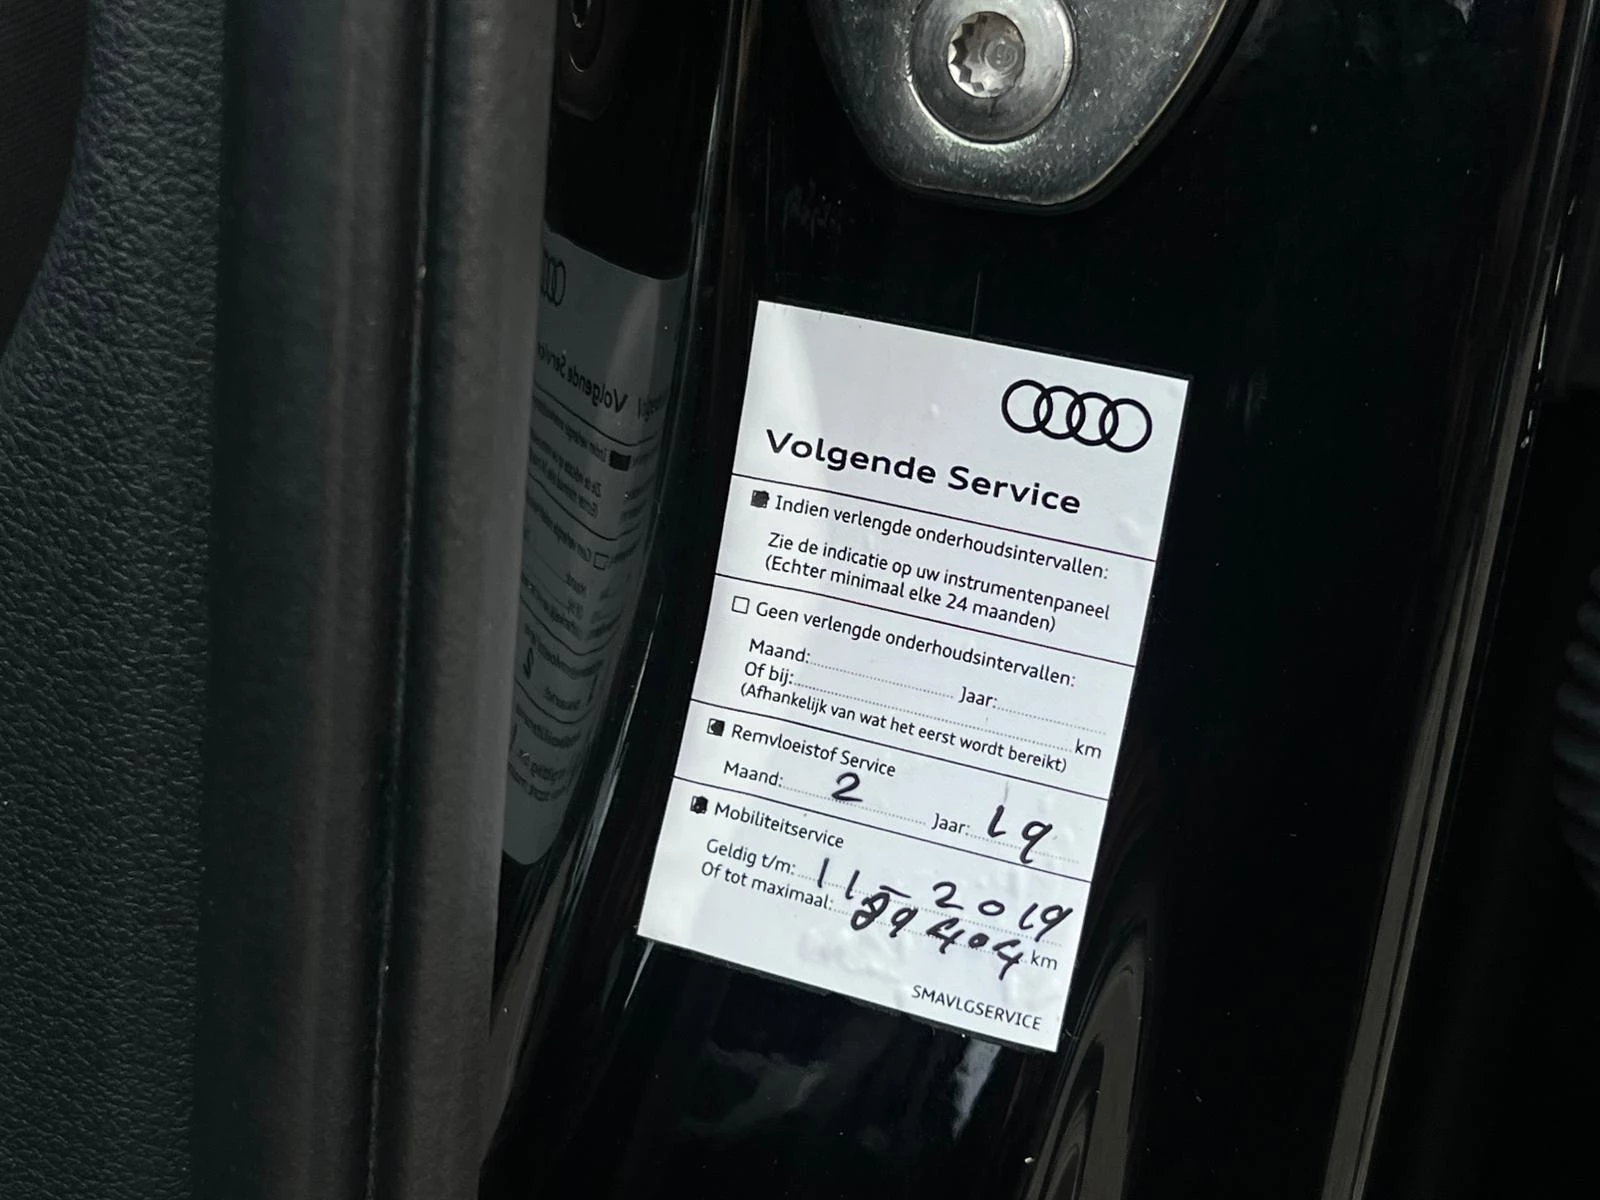 Volgende Service
Indien verlengde onderhoudsintervallen:
Zie de indicatie op uw instrumentenpaneel
(Echter minimaal elke 24 maanden)
Geen verlengde onderhoudsintervallen:
Maand: Jaar:
Of bij: km
(Afhankelijk van wat het eerst wordt bereikt)
Remvloeistof Service
Maand: 2 Jaar: 19
Mobiliteitservice
Geldig t/m: 11-2019
Of tot maximaal: km
SMAVLGSERVICE